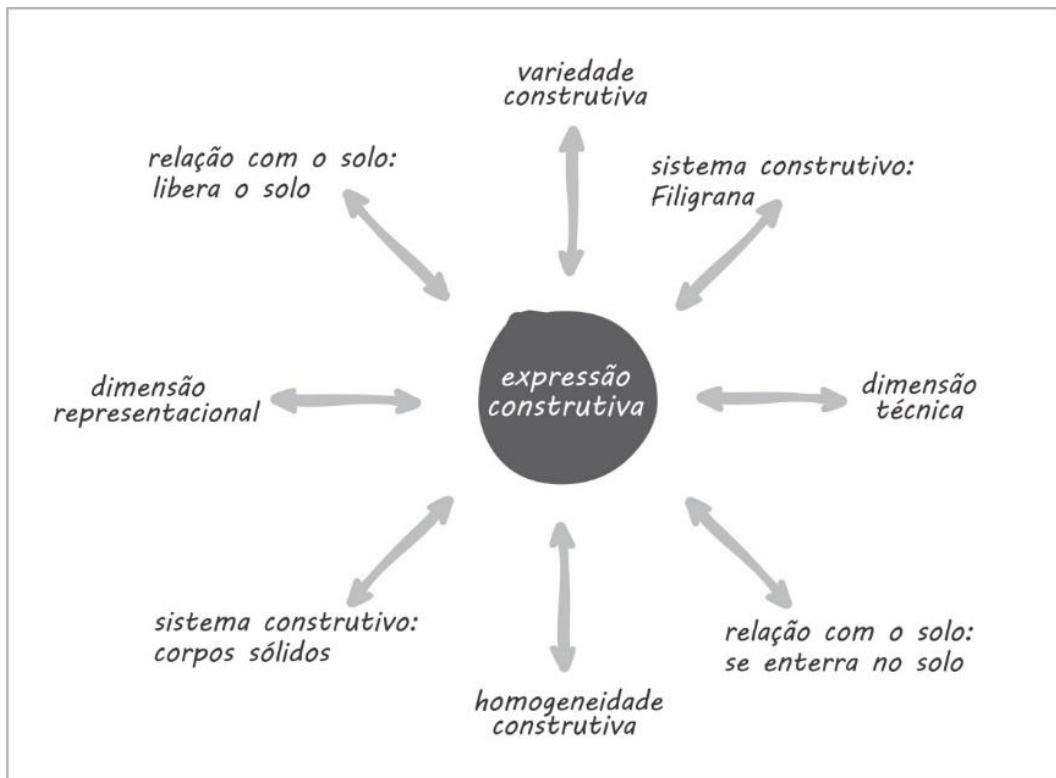 variedade
construtiva
relação com o solo:
libera o solo
sistema construtivo:
Filigrana
expressão
construtiva
dimensão
representacional
dimensão
técnica
sistema construtivo:
corpos sólidos
relação com o solo:
se enterra no solo
homogeneidade
construtiva